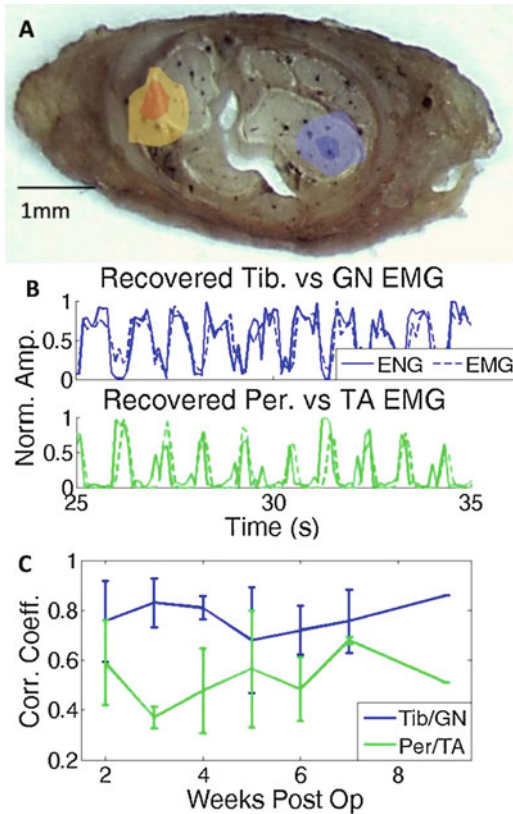 A
1mm
B
Recovered Tib. vs GN EMG
1
0.5
0
ENG
EMG
Recovered Per. vs TA EMG
Norm. Amp.
1
0.5
0
25
30
35
Time (s)
C
1
0.8
0.6
0.4
0.2
Corr. Coeff.
Tib/GN
Per/TA
2
4
6
8
Weeks Post Op